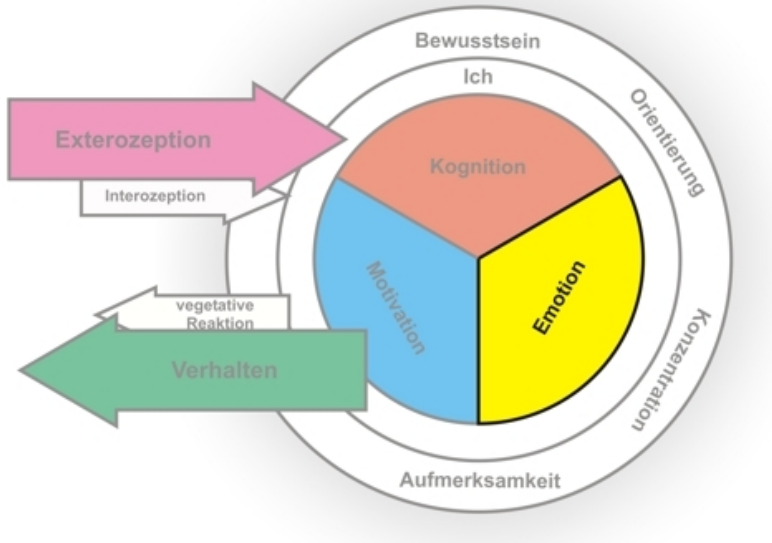 Bewusstsein
Ich
Orientierung
Exterozeption
Kognition
Interozeption
Motivation
Emotion
vegetative
Reaktion
Verhalten
Konzentration
Aufmerksamkeit